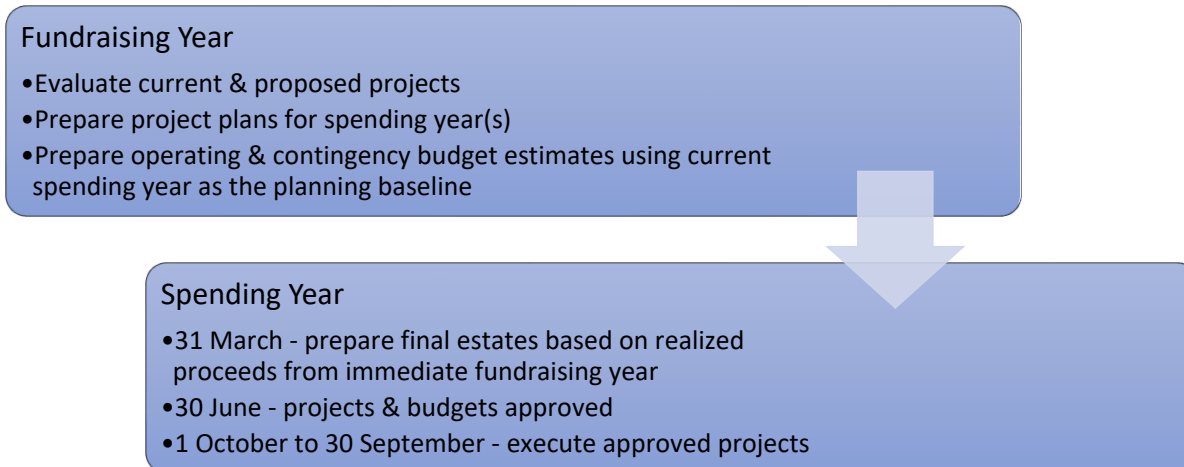 Fundraising Year
•Evaluate current & proposed projects
•Prepare project plans for spending year(s)
•Prepare operating & contingency budget estimates using current
spending year as the planning baseline
Spending Year
•31 March - prepare final estates based on realized
proceeds from immediate fundraising year
•30 June - projects & budgets approved
•1 October to 30 September - execute approved projects